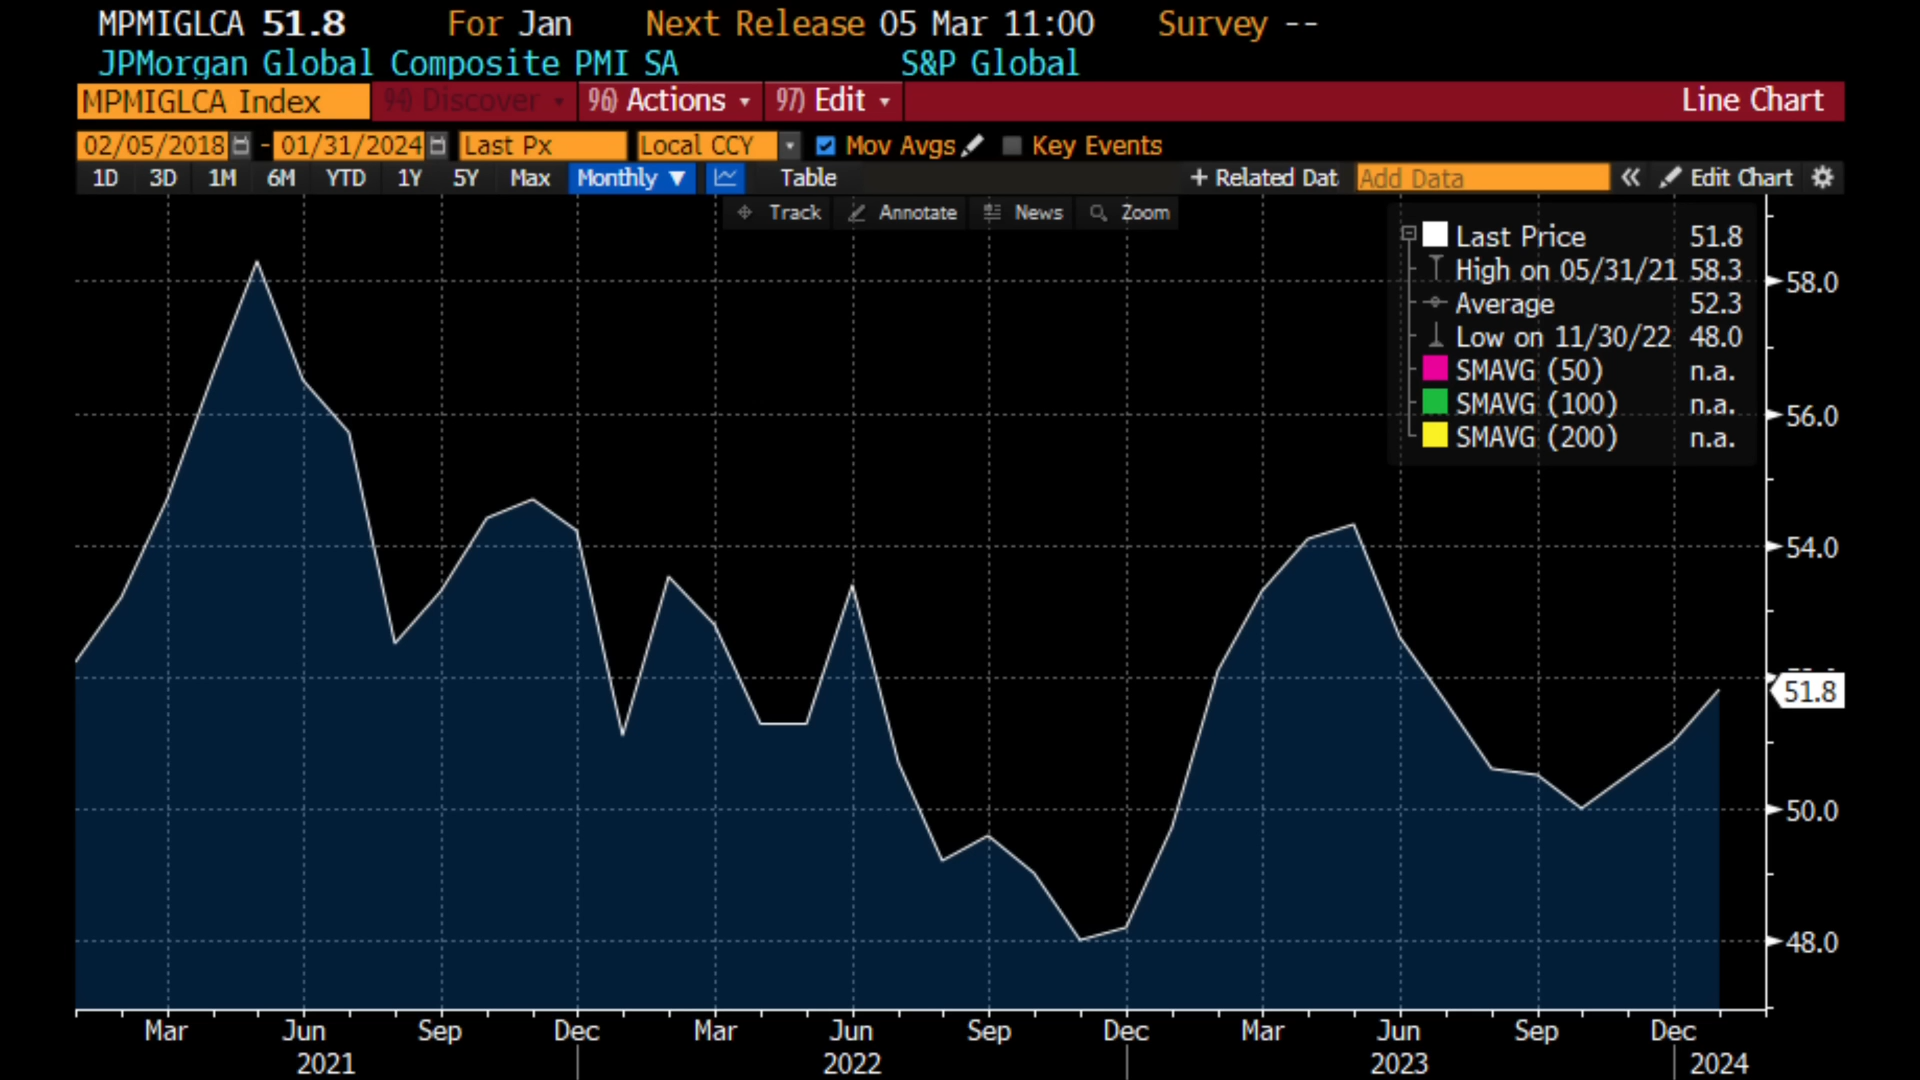 MPMIGLCA 51.8 For Jan Next Release 05 Mar 11:00 Survey --
JPMorgan Global Composite PMI SA S&P Global
MPMIGLCA Index 94) Discover 96) Actions 97) Edit Line Chart
02/05/2018 - 01/31/2024 Last Px Local CCY Mov Avgs Key Events
1D 3D 1M 6M YTD 1Y 5Y Max Monthly ▼ Table + Related Dat Add Data « Edit Chart
Track Annotate News Zoom
Last Price 51.8
High on 05/31/21 58.3
Average 52.3
Low on 11/30/22 48.0
SMAVG (50) n.a.
SMAVG (100) n.a.
SMAVG (200) n.a.
58.0
56.0
54.0
51.8
50.0
48.0
Mar Jun Sep Dec Mar Jun Sep Dec Mar Jun Sep Dec
2021 2022 2023 2024